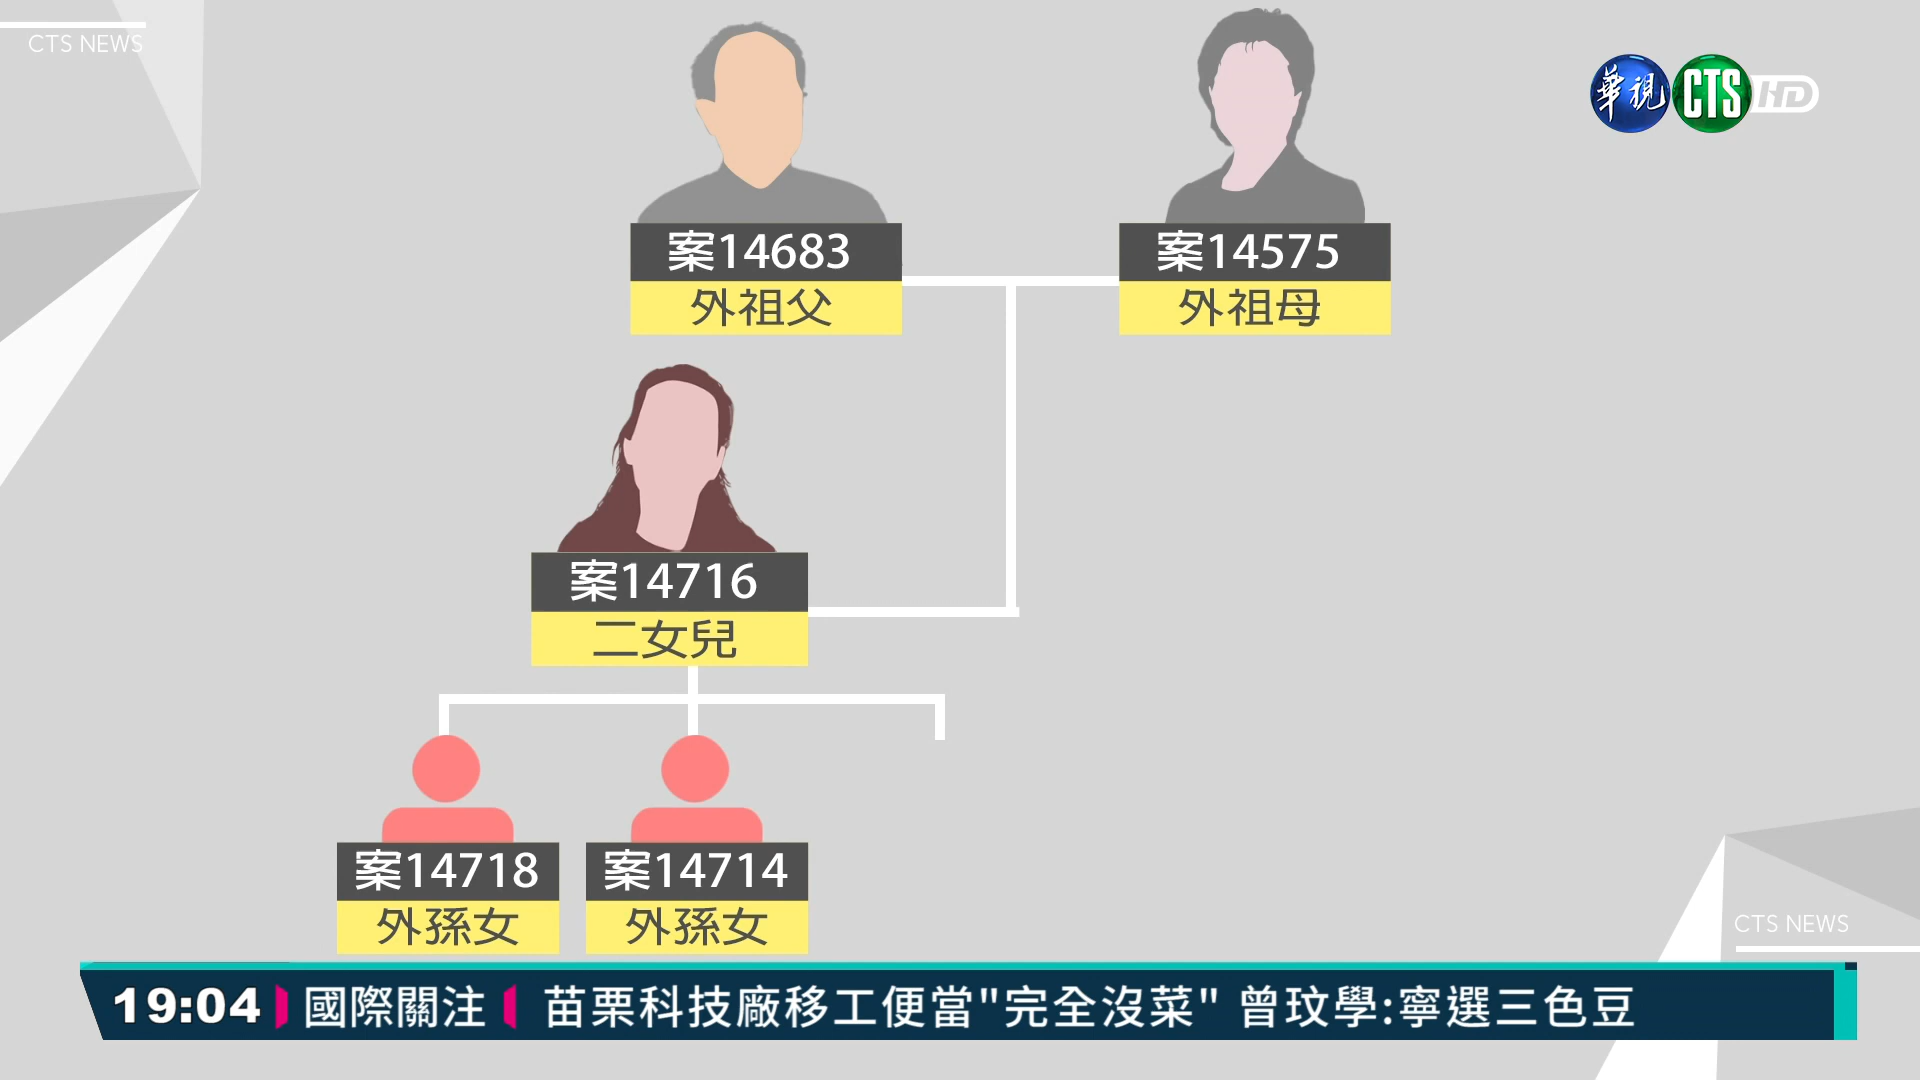 CTS NEWS
華視 CTS HD
案14683
外祖父
案14575
外祖母
案14716
二女兒
案14718
外孫女
案14714
外孫女
CTS NEWS
19:04 國際關注 苗栗科技廠移工便當"完全沒菜" 曾玟學:寧選三色豆